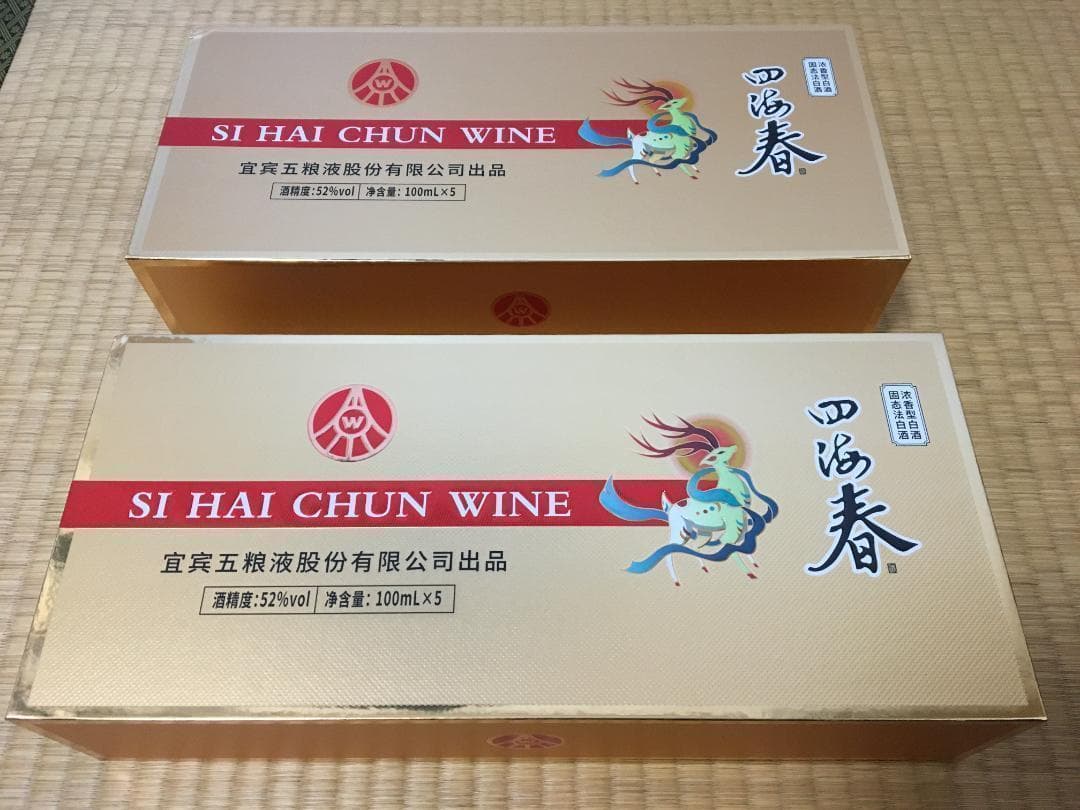 W
SI HAI CHUN WINE
宜宾五粮液股份有限公司出品
酒精度:52%vol 净含量: 100mL×5
四海春
浓香型白酒
固态法白酒
W
W
SI HAI CHUN WINE
宜宾五粮液股份有限公司出品
酒精度:52%vol 净含量: 100mL×5
四海春
浓香型白酒
固态法白酒